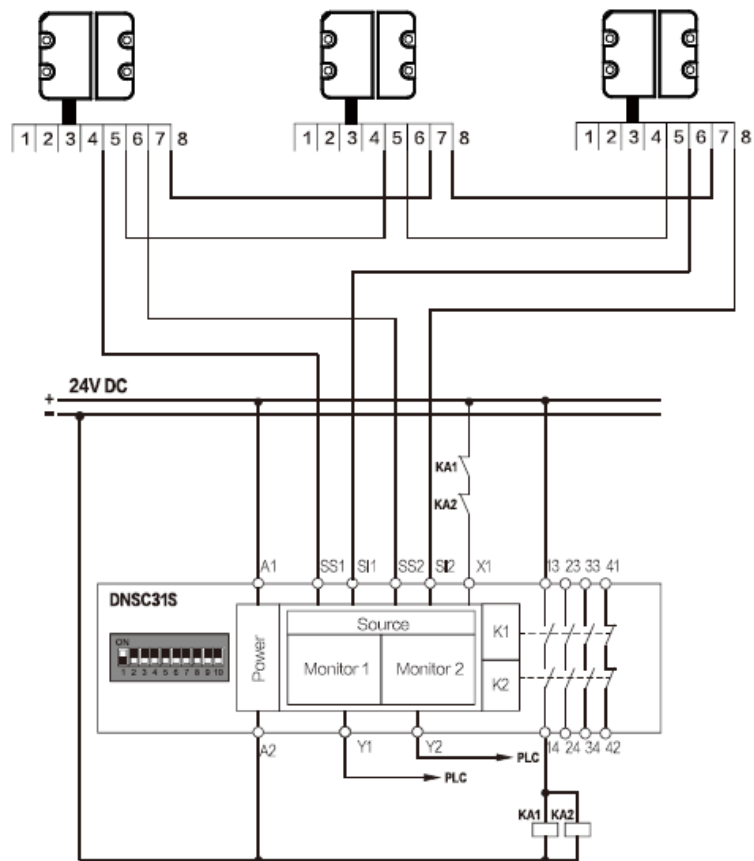 1 2 3 4 5 6 7 8
1 2 3 4 5 6 7 8
1 2 3 4 5 6 7 8
24V DC
+
-
KA1
KA2
A1 SS1 SI1 SS2 SI2 X1 13 23 33 41
DNSC31S
ON
1 2 3 4 5 6 7 8 9 10
Power
Source
Monitor 1
Monitor 2
K1
K2
A2 Y1 Y2 14 24 34 42
PLC
PLC
KA1 KA2